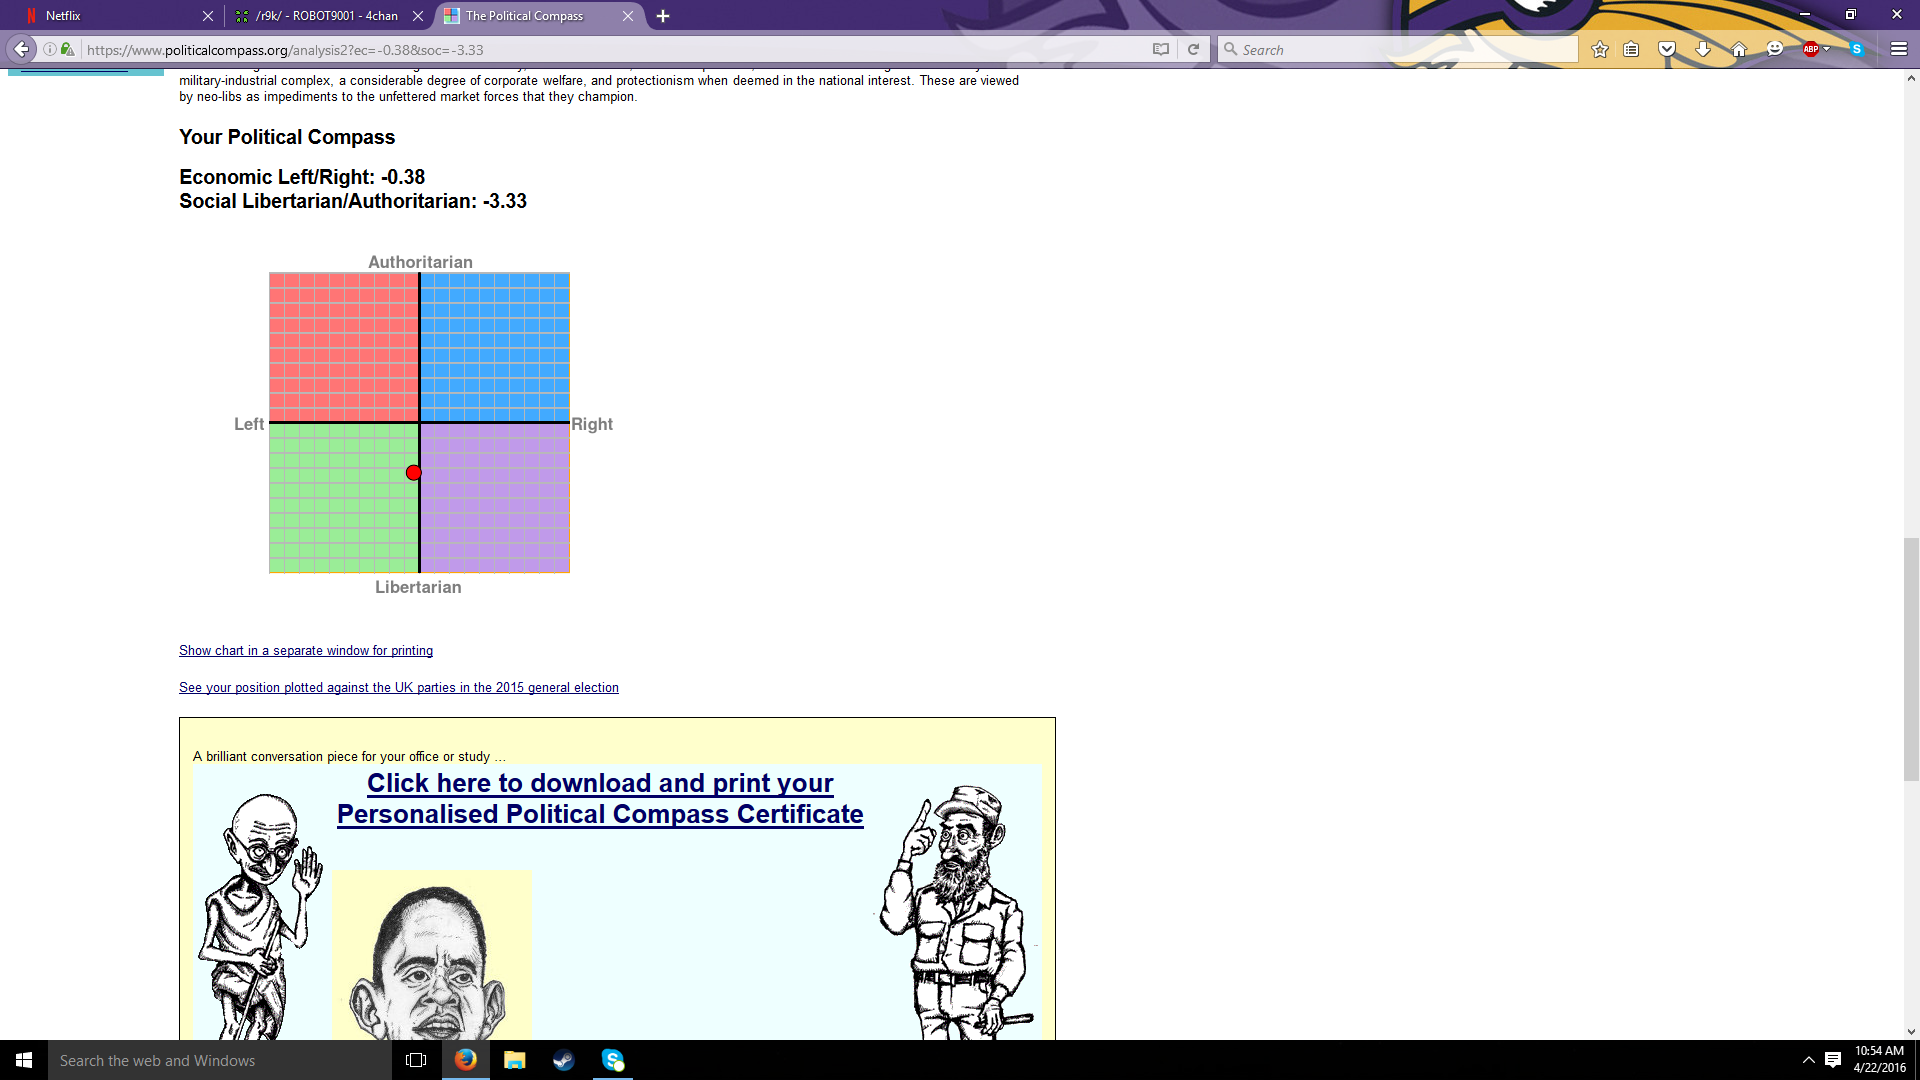 Netflix
/r9k/ - ROBOT9001 - 4chan
The Political Compass
https://www.politicalcompass.org/analysis2?ec=-0.38&soc=-3.33
Search
ABP
military-industrial complex, a considerable degree of corporate welfare, and protectionism when deemed in the national interest. These are viewed
by neo-libs as impediments to the unfettered market forces that they champion.
Your Political Compass
Economic Left/Right: -0.38
Social Libertarian/Authoritarian: -3.33
Authoritarian
Left
Right
Libertarian
Show chart in a separate window for printing
See your position plotted against the UK parties in the 2015 general election
A brilliant conversation piece for your office or study ...
Click here to download and print your
Personalised Political Compass Certificate
Search the web and Windows
10:54 AM
4/22/2016